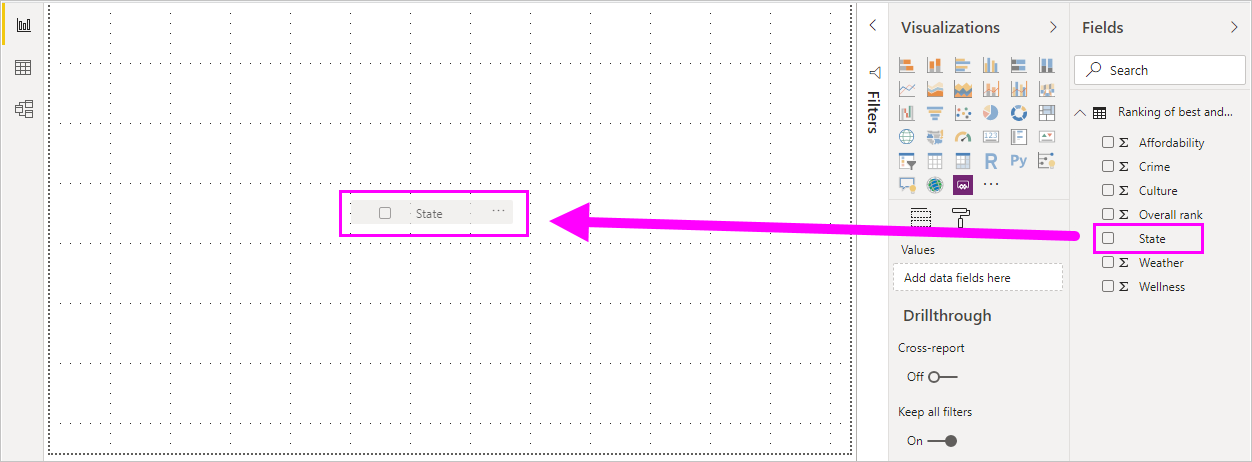 State
...
Filters
Visualizations
123
R
Py
...
Values
Add data fields here
Drillthrough
Cross-report
Off
Keep all filters
On
Fields
Search
Ranking of best and...
Σ Affordability
Σ Crime
Σ Culture
Σ Overall rank
State
Σ Weather
Σ Wellness